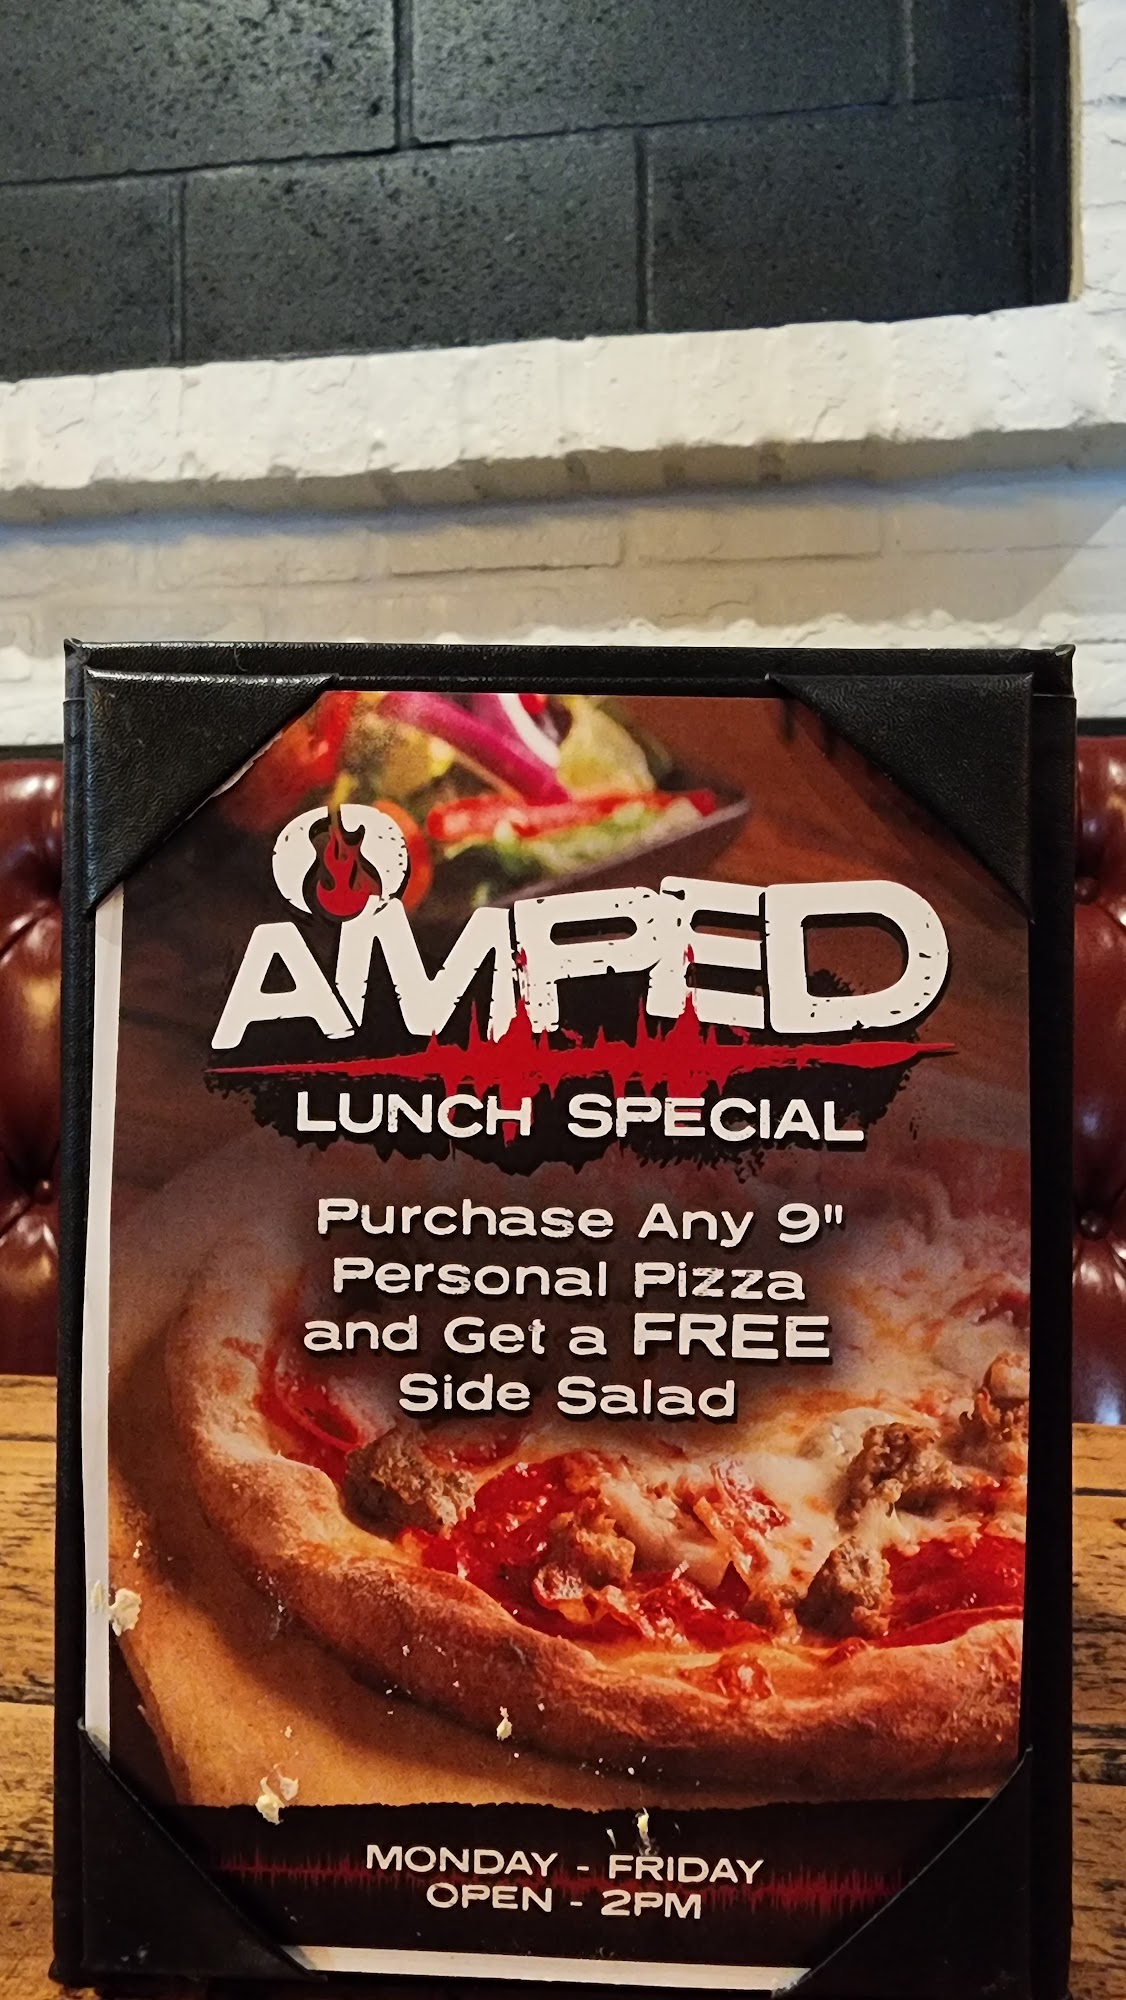 AMPED
LUNCH SPECIAL
Purchase Any 9"
Personal Pizza
and Get a FREE
Side Salad
MONDAY - FRIDAY
OPEN - 2PM